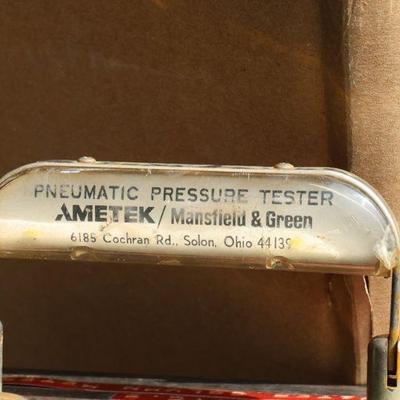 PNEUMATIC PRESSURE TESTER
AMETEK/Mansfield & Green
6185 Cochran Rd., Solon, Ohio 44139